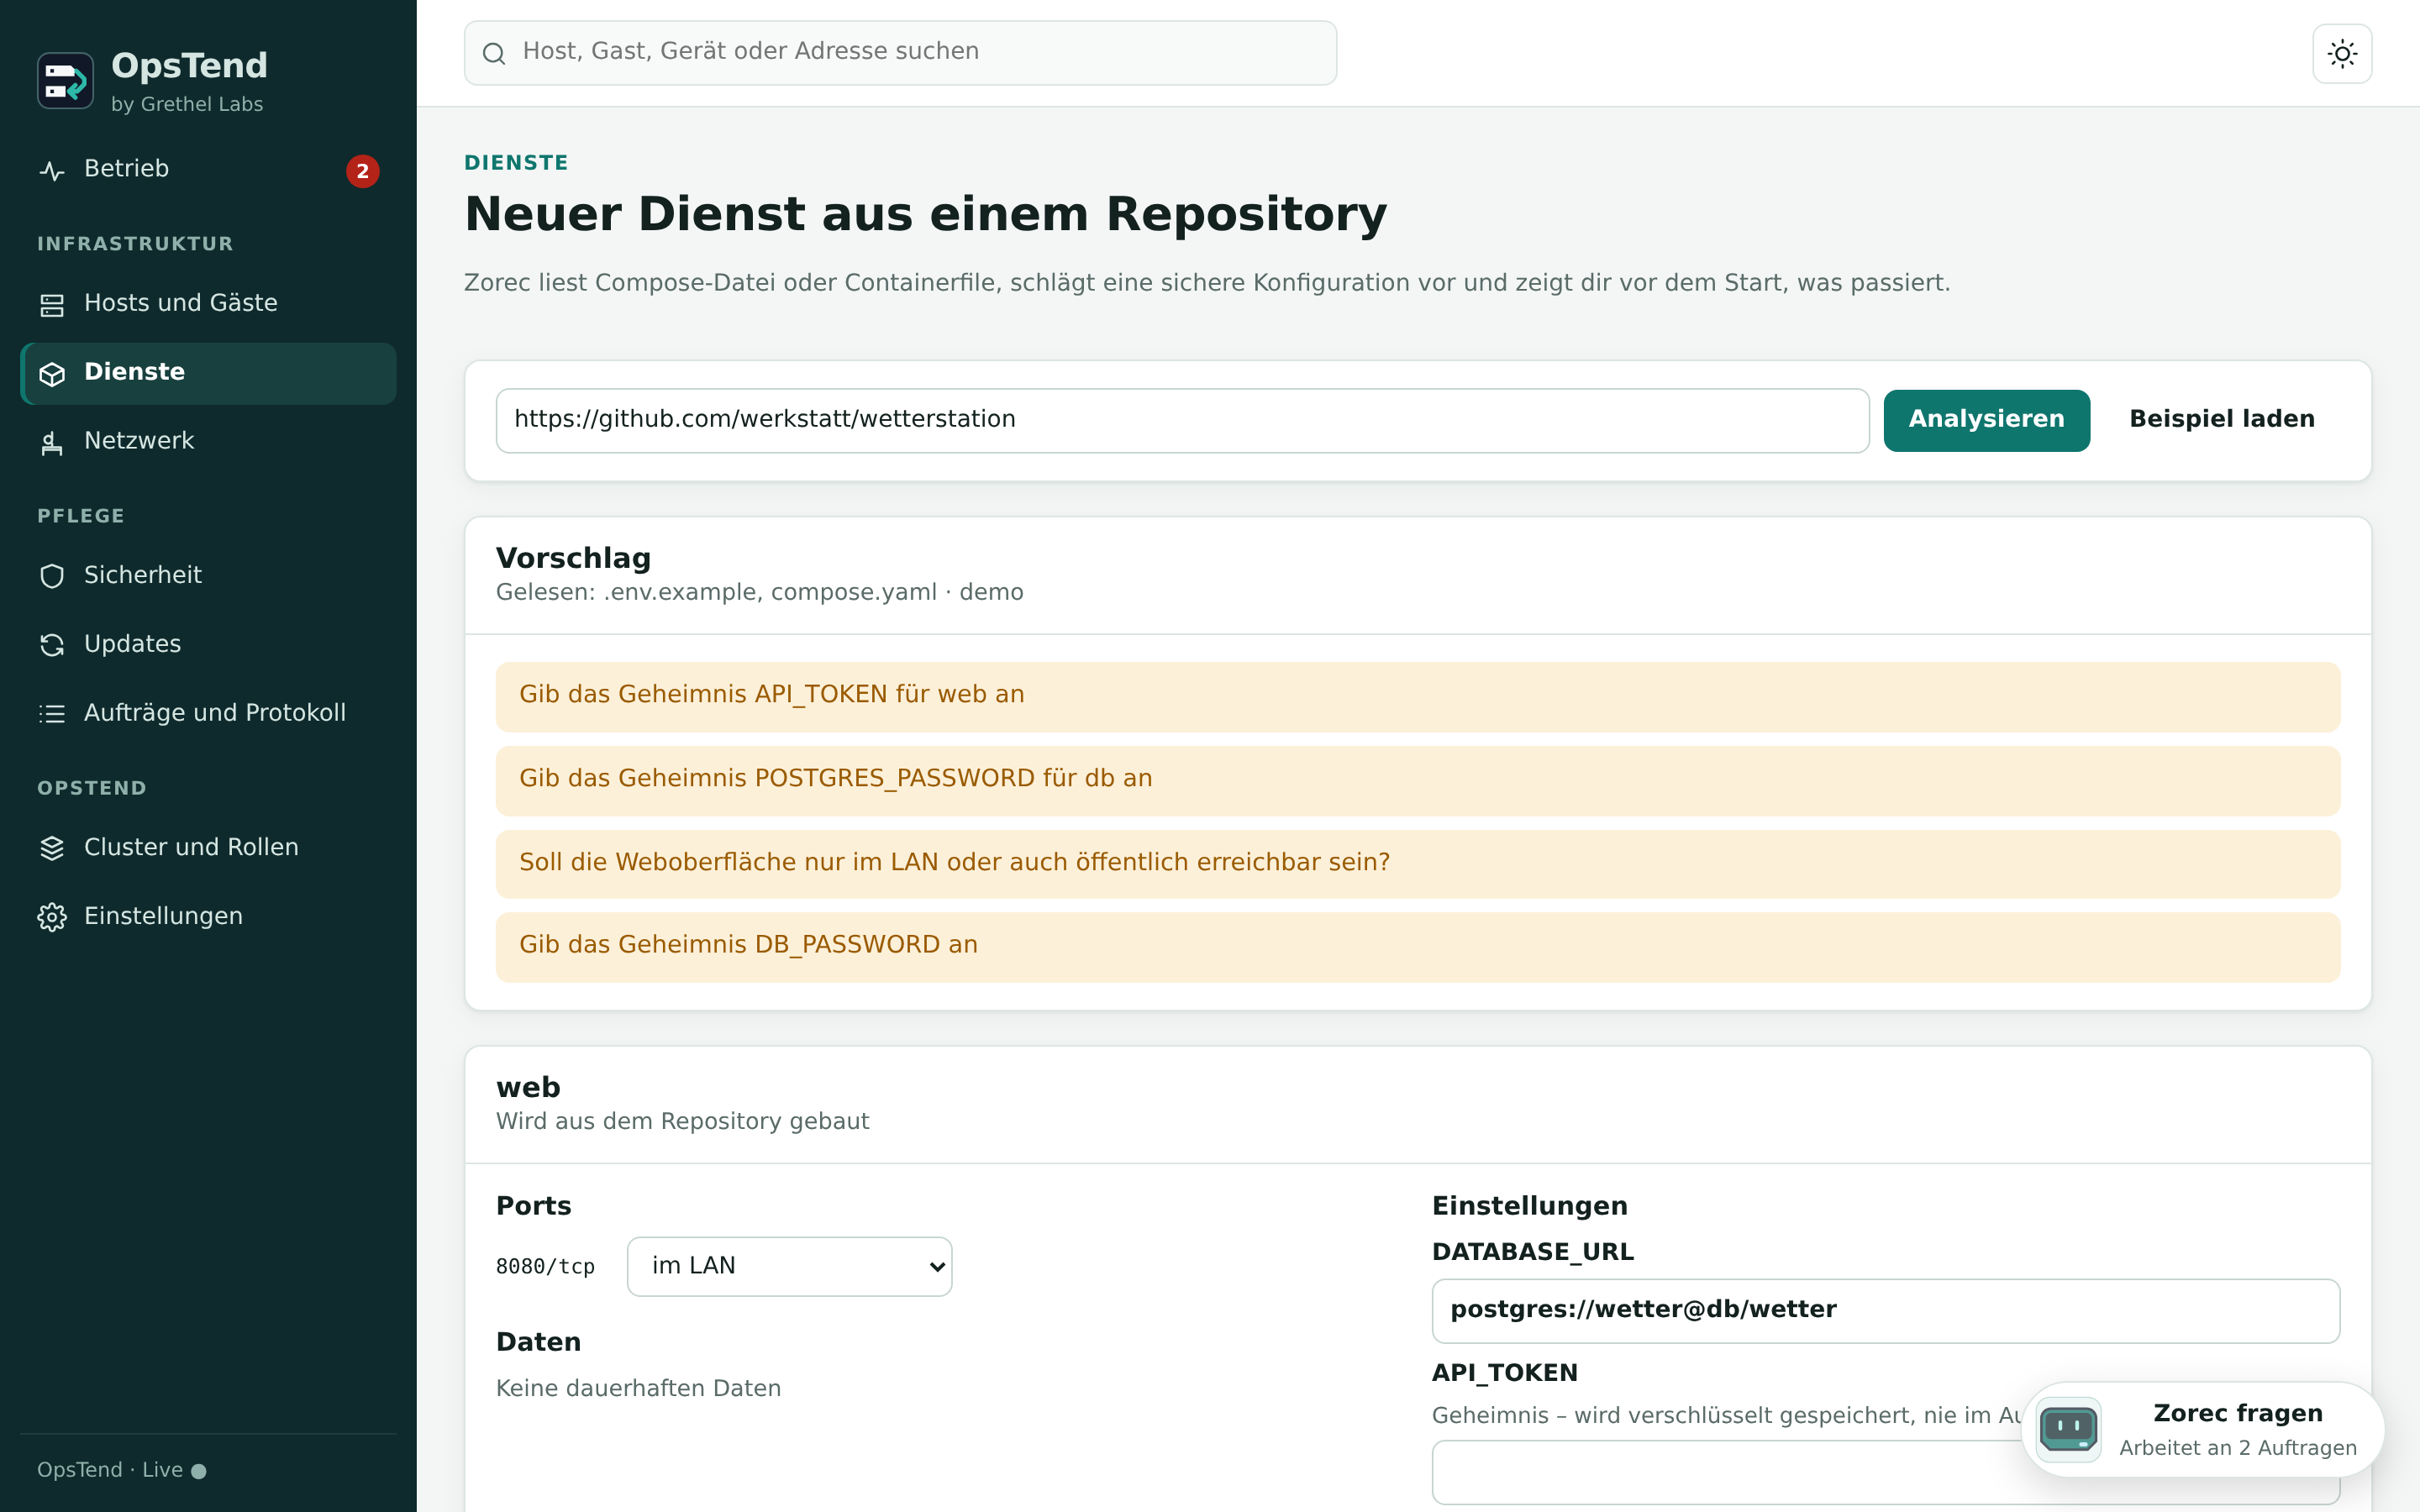 OpsTend
by Grethel Labs
Betrieb
2
INFRASTRUKTUR
Hosts und Gäste
Dienste
Netzwerk
PFLEGE
Sicherheit
Updates
Aufträge und Protokoll
OPSTEND
Cluster und Rollen
Einstellungen
OpsTend · Live
Host, Gast, Gerät oder Adresse suchen
DIENSTE
Neuer Dienst aus einem Repository
Zorec liest Compose-Datei oder Containerfile, schlägt eine sichere Konfiguration vor und zeigt dir vor dem Start, was passiert.
https://github.com/werkstatt/wetterstation
Analysieren
Beispiel laden
Vorschlag
Gelesen: .env.example, compose.yaml · demo
Gib das Geheimnis API_TOKEN für web an
Gib das Geheimnis POSTGRES_PASSWORD für db an
Soll die Weboberfläche nur im LAN oder auch öffentlich erreichbar sein?
Gib das Geheimnis DB_PASSWORD an
web
Wird aus dem Repository gebaut
Ports
8080/tcp
im LAN
Daten
Keine dauerhaften Daten
Einstellungen
DATABASE_URL
postgres://wetter@db/wetter
API_TOKEN
Geheimnis – wird verschlüsselt gespeichert, nie im
Zorec fragen
Arbeitet an 2 Auftragen